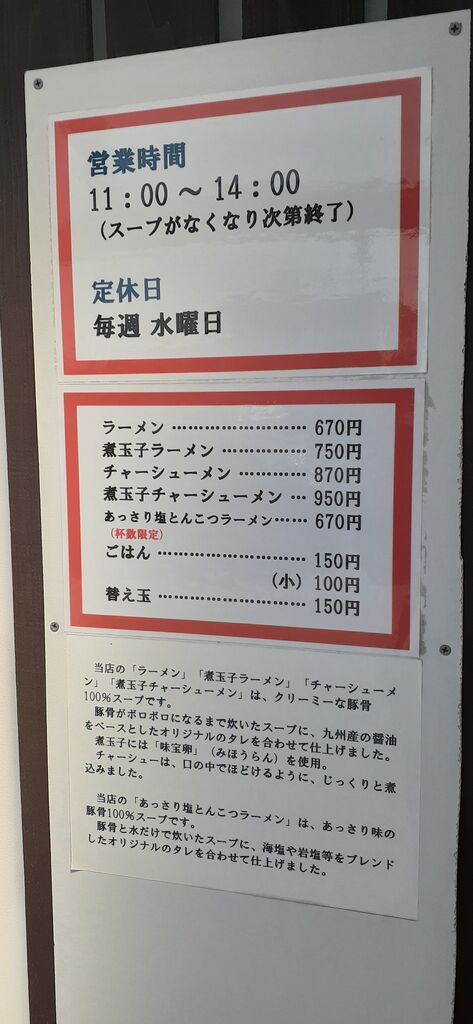 営業時間
11：00 ～ 14：00
（スープがなくなり次第終了）
定休日
毎週 水曜日
ラーメン …………………… 670円
煮玉子ラーメン …………… 750円
チャーシューメン ………… 870円
煮玉子チャーシューメン … 950円
あっさり塩とんこつラーメン…… 670円
（杯数限定）
ごはん ……………………… 150円
（小）100円
替え玉 ……………………… 150円
当店の「ラーメン」「煮玉子ラーメン」「チャーシューメ
ン」「煮玉子チャーシューメン」は、クリーミーな豚骨
100％スープです。
豚骨がボロボロになるまで炊いたスープに、九州産の醤油
をベースとしたオリジナルのタレを合わせて仕上げました。
煮玉子には「味宝卵」（みほうらん）を使用。
チャーシューは、口の中でほどけるように、じっくりと煮
込みました。
当店の「あっさり塩とんこつラーメン」は、あっさり味の
豚骨100％スープです。
豚骨と水だけで炊いたスープに、海塩や岩塩等をブレンド
したオリジナルのタレを合わせて仕上げました。